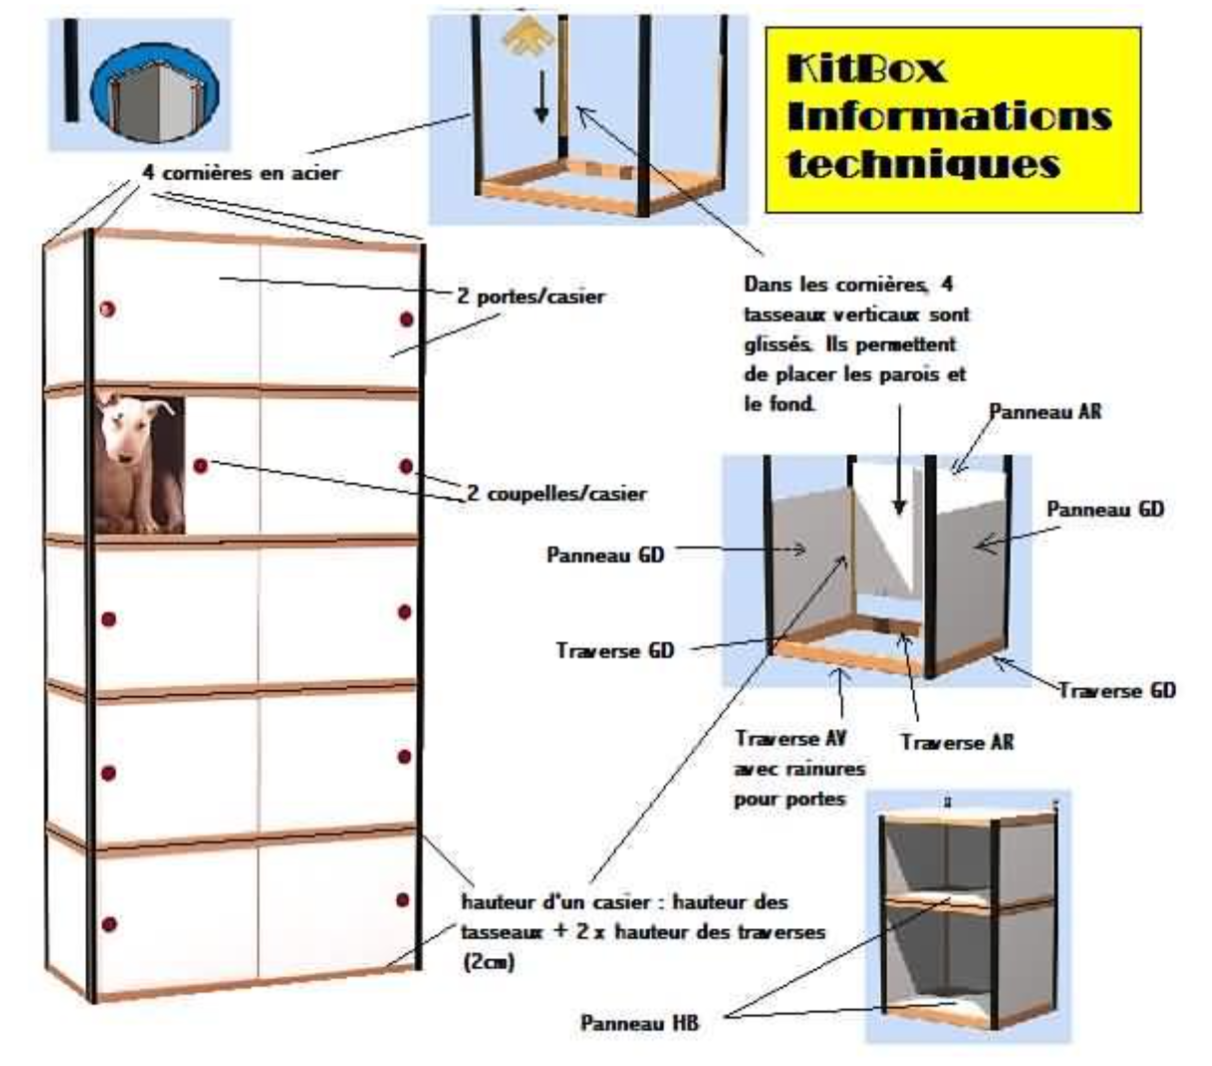 KitBox
Informations
techniques
4 cornières en acier
2 portes/casier
Dans les cornières, 4
tasseaux verticaux sont
glissés. Ils permettent
de placer les parois et
le fond.
Panneau AR
2 coupelles/casier
Panneau GD
Panneau GD
Traverse GD
Traverse GD
Traverse AV
avec rainures
pour portes
Traverse AR
hauteur d'un casier : hauteur des
tasseaux + 2 x hauteur des traverses
(2cm)
Panneau HB